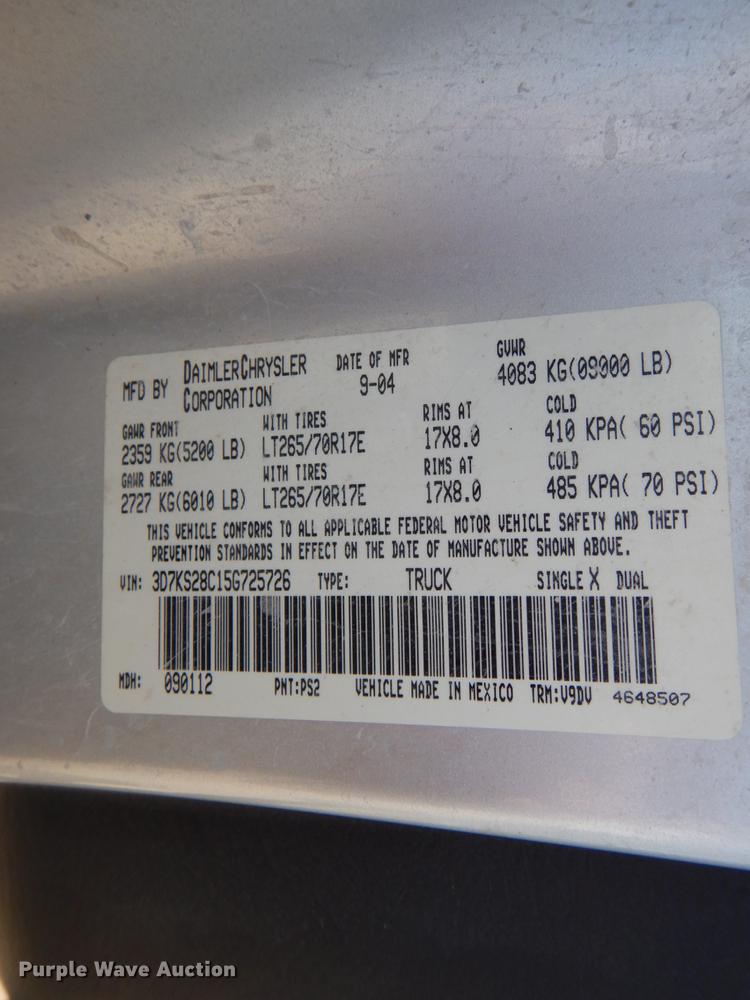 MFD BY DAIMLERCHRYSLER CORPORATION DATE OF MFR 9-04 GVWR 4083 KG(09000 LB)
GAWR FRONT WITH TIRES RIMS AT COLD
2359 KG(5200 LB) LT265/70R17E 17X8.0 410 KPA( 60 PSI)
GAWR REAR WITH TIRES RIMS AT COLD
2727 KG(6010 LB) LT265/70R17E 17X8.0 485 KPA( 70 PSI)
THIS VEHICLE CONFORMS TO ALL APPLICABLE FEDERAL MOTOR VEHICLE SAFETY AND THEFT
PREVENTION STANDARDS IN EFFECT ON THE DATE OF MANUFACTURE SHOWN ABOVE.
VIN: 3D7KS28C15G725726 TYPE: TRUCK SINGLE X DUAL
MDH: 090112 PNT:PS2 VEHICLE MADE IN MEXICO TRM:V9DV 4648507
Purple Wave Auction